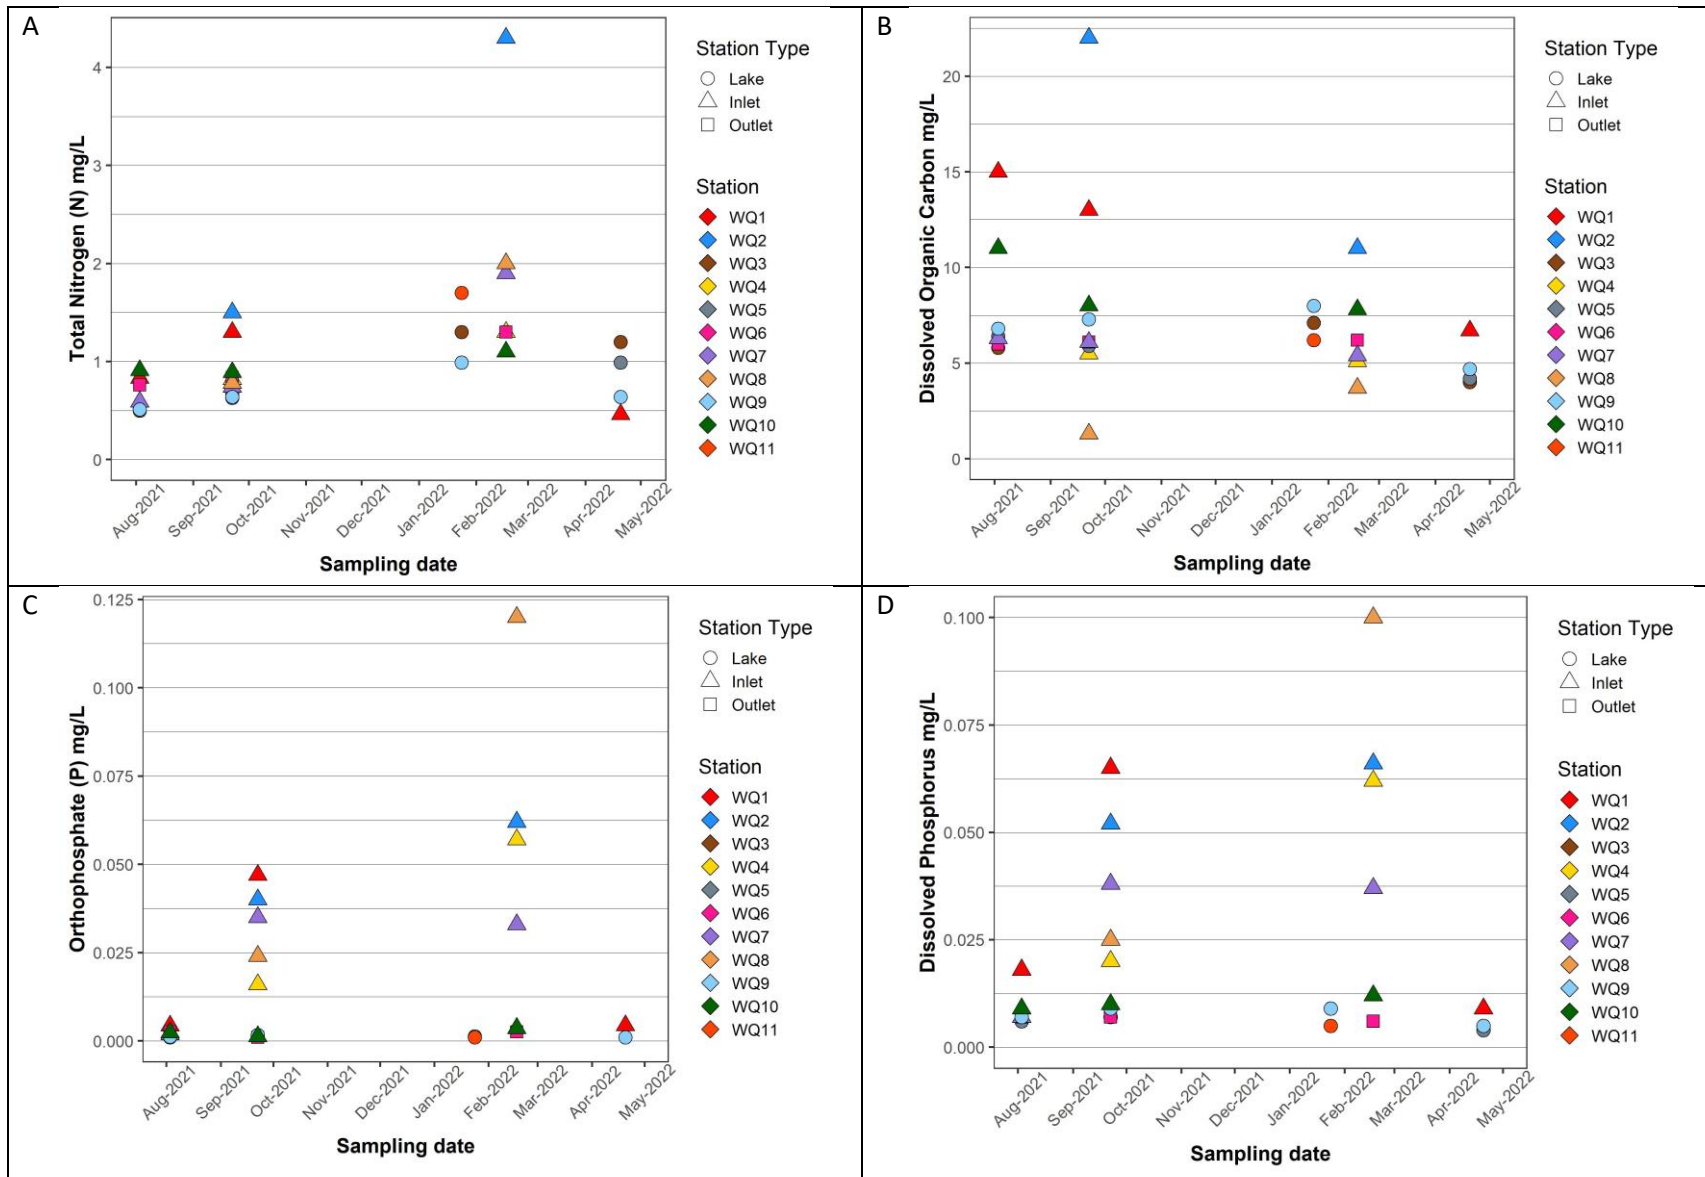 A
Total Nitrogen (N) mg/L
4
3
2
1
0
Aug-2021
Sep-2021
Oct-2021
Nov-2021
Dec-2021
Jan-2022
Feb-2022
Mar-2022
Apr-2022
May-2022
Sampling date
Station Type
Lake
Inlet
Outlet
Station
WQ1
WQ2
WQ3
WQ4
WQ5
WQ6
WQ7
WQ8
WQ9
WQ10
WQ11
B
Dissolved Organic Carbon mg/L
20
15
10
5
0
Aug-2021
Sep-2021
Oct-2021
Nov-2021
Dec-2021
Jan-2022
Feb-2022
Mar-2022
Apr-2022
May-2022
Sampling date
Station Type
Lake
Inlet
Outlet
Station
WQ1
WQ2
WQ3
WQ4
WQ5
WQ6
WQ7
WQ8
WQ9
WQ10
WQ11
C
Orthophosphate (P) mg/L
0.125
0.100
0.075
0.050
0.025
0.000
Aug-2021
Sep-2021
Oct-2021
Nov-2021
Dec-2021
Jan-2022
Feb-2022
Mar-2022
Apr-2022
May-2022
Sampling date
Station Type
Lake
Inlet
Outlet
Station
WQ1
WQ2
WQ3
WQ4
WQ5
WQ6
WQ7
WQ8
WQ9
WQ10
WQ11
D
Dissolved Phosphorus mg/L
0.100
0.075
0.050
0.025
0.000
Aug-2021
Sep-2021
Oct-2021
Nov-2021
Dec-2021
Jan-2022
Feb-2022
Mar-2022
Apr-2022
May-2022
Sampling date
Station Type
Lake
Inlet
Outlet
Station
WQ1
WQ2
WQ3
WQ4
WQ5
WQ6
WQ7
WQ8
WQ9
WQ10
WQ11